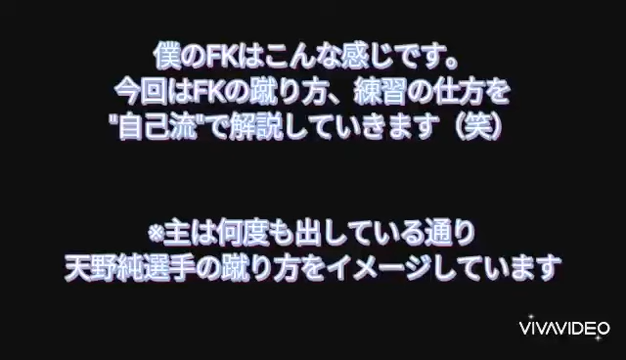 僕のFKはこんな感じです。
今回はFKの蹴り方、練習の仕方を
"自己流"で解説していきます（笑）
※主は何度も出している通り
天野純選手の蹴り方をイメージしています
VIVAVIDEO